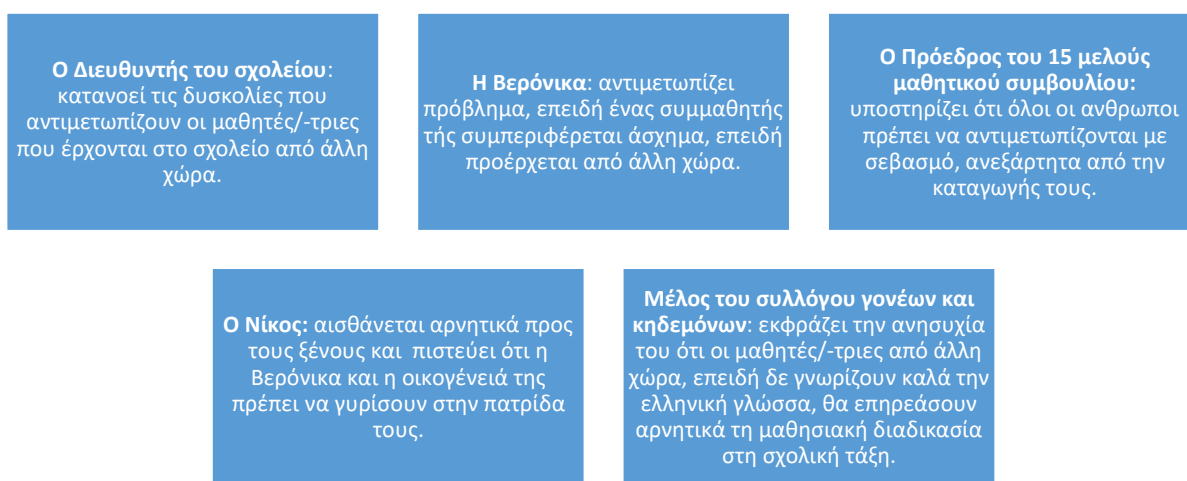 Ο Διευθυντής του σχολείου:
κατανοεί τις δυσκολίες που
αντιμετωπίζουν οι μαθητές/-τριες
που έρχονται στο σχολείο από άλλη
χώρα.
Η Βερόνικα: αντιμετωπίζει
πρόβλημα, επειδή ένας συμμαθητής
τής συμπεριφέρεται άσχημα, επειδή
προέρχεται από άλλη χώρα.
Ο Πρόεδρος του 15 μελούς
μαθητικού συμβουλίου:
υποστηρίζει ότι όλοι οι ανθρωποι
πρέπει να αντιμετωπίζονται με
σεβασμό, ανεξάρτητα από την
καταγωγής τους.
Ο Νίκος: αισθάνεται αρνητικά προς
τους ξένους και πιστεύει ότι η
Βερόνικα και η οικογένειά της
πρέπει να γυρίσουν στην πατρίδα
τους.
Μέλος του συλλόγου γονέων και
κηδεμόνων: εκφράζει την ανησυχία
του ότι οι μαθητές/-τριες από άλλη
χώρα, επειδή δε γνωρίζουν καλά την
ελληνική γλώσσα, θα επηρεάσουν
αρνητικά τη μαθησιακή διαδικασία
στη σχολική τάξη.